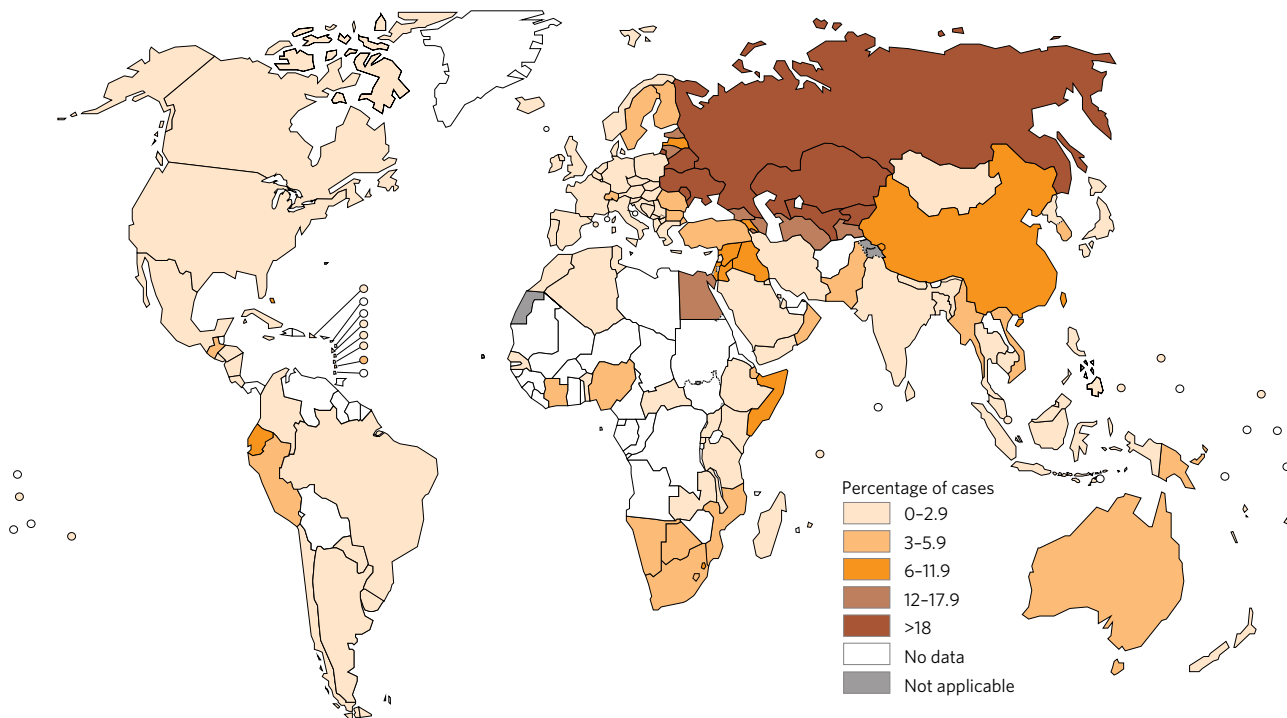 Percentage of cases
0–2.9
3–5.9
6–11.9
12–17.9
>18
No data
Not applicable